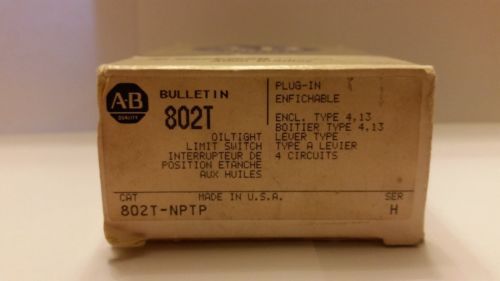 A-B
QUALITY
BULLETIN
802T
OILTIGHT
LIMIT SWITCH
INTERRUPTEUR DE
POSITION ETANCHE
AUX HUILES
PLUG-IN
ENFICHABLE
ENCL. TYPE 4,13
BOITIER TYPE 4,13
LEVER TYPE
TYPE A LEVIER
4 CIRCUITS
CAT
MADE IN U.S.A.
SER
802T-NPTP
H